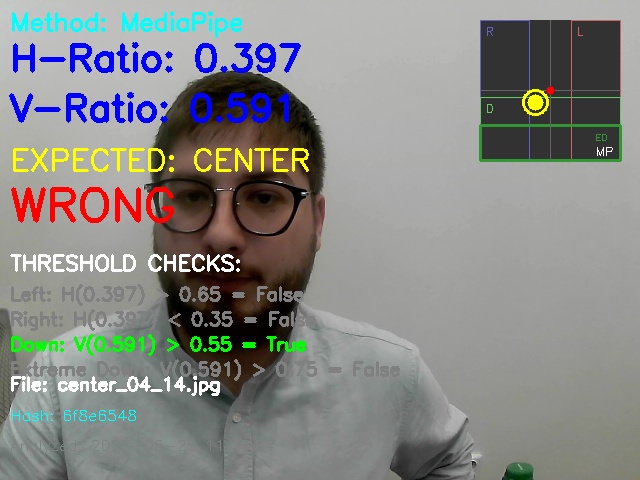 Method: MediaPipe
H-Ratio: 0.397
V-Ratio: 0.591
EXPECTED: CENTER
WRONG
THRESHOLD CHECKS:
Left: H(0.397) > 0.65 = False
Right: H(0.397) < 0.35 = False
Down: V(0.591) > 0.55 = True
Extreme Down: V(0.591) > 0.75 = False
File: center_04_14.jpg
Hash: 6f8e6548
R
L
D
ED
MP